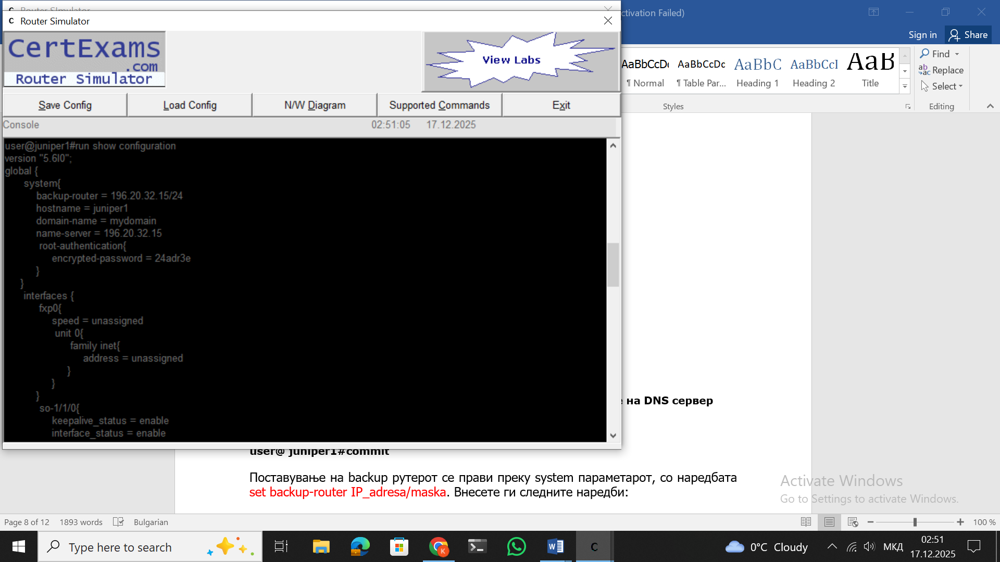 Router Simulator
ctivation Failed)
Router Simulator
Sign in
Share
CertExams
.com
Router Simulator
View Labs
AaBbCcDc
AaBbCcDc
AaBbC
AaBbCcI
AaB
¶ Normal
¶ Table Par...
Heading 1
Heading 2
Title
Find
Replace
Select
Styles
Editing
Save Config
Load Config
N/W Diagram
Supported Commands
Exit
Console
02:51:05
17.12.2025
user@juniper1#run show configuration
version "5.6I0";
global {
system{
backup-router = 196.20.32.15/24
hostname = juniper1
domain-name = mydomain
name-server = 196.20.32.15
root-authentication{
encrypted-password = 24adr3e
}
}
interfaces {
fxp0{
speed = unassigned
unit 0{
family inet{
address = unassigned
}
}
}
so-1/1/0{
keepalive_status = enable
interface_status = enable
е на DNS сервер
user@ juniper1#commit
Поставување на backup рутерот се прави преку system параметарот, со наредбата
set backup-router IP_adresa/maska. Внесете ги следните наредби:
Activate Windows
Go to Settings to activate Windows.
Page 8 of 12
1893 words
Bulgarian
100 %
Type here to search
K
C
0°C Cloudy
МКД
02:51
17.12.2025